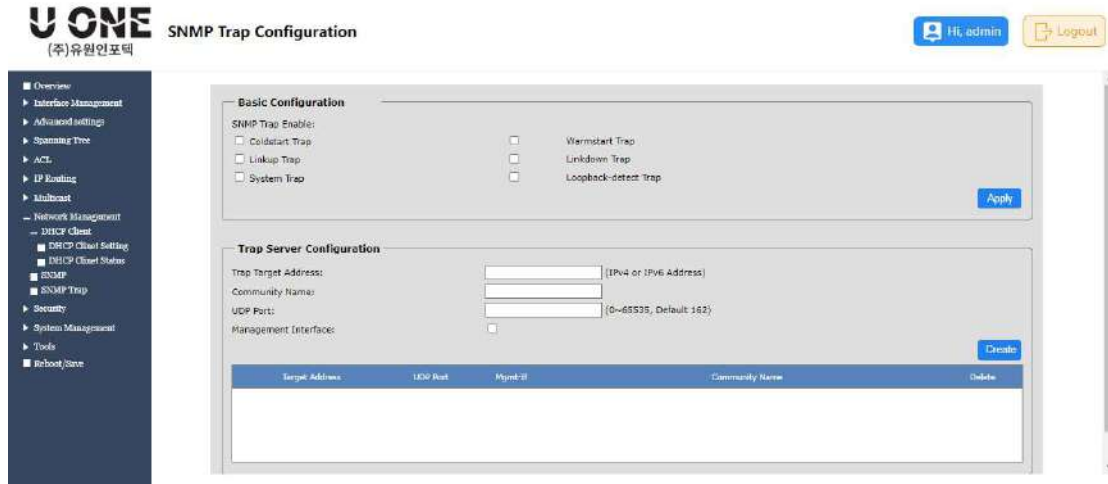 U ONE
(주)유원인포텍
SNMP Trap Configuration
Hi, admin
Logout
Overview
Interface Management
Advanced settings
Spanning Tree
ACL
IP Routing
Multicast
Network Management
DHCP Client
DHCP Clinet Setting
DHCP Clinet Status
SNMP
SNMP Trap
Security
System Management
Tools
Reboot/Save
Basic Configuration
SNMP Trap Enable:
Coldstart Trap
Warmstart Trap
Linkup Trap
Linkdown Trap
System Trap
Loopback-detect Trap
Apply
Trap Server Configuration
Trap Target Address:
(IPv4 or IPv6 Address)
Community Name:
UDP Port:
(0~65535, Default 162)
Management Interface:
Create
Target Address UDP Port Mgmt-If Community Name Delete